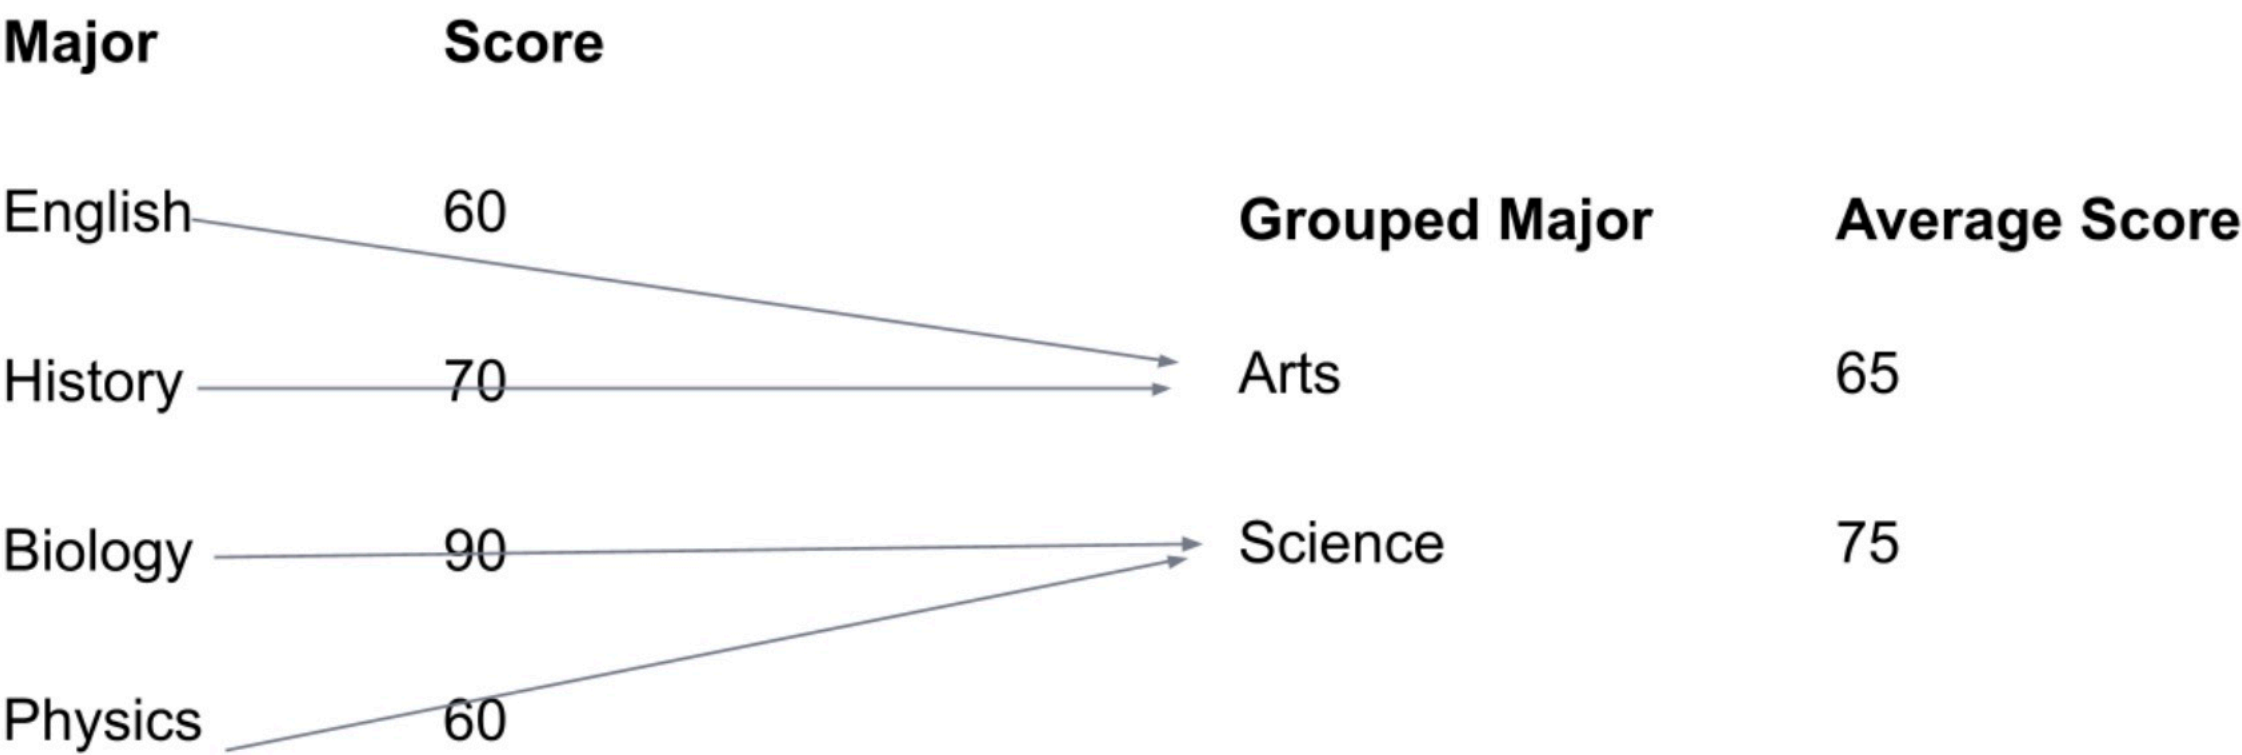 Major Score
English 60
History 70
Biology 90
Physics 60
Grouped Major Average Score
Arts 65
Science 75